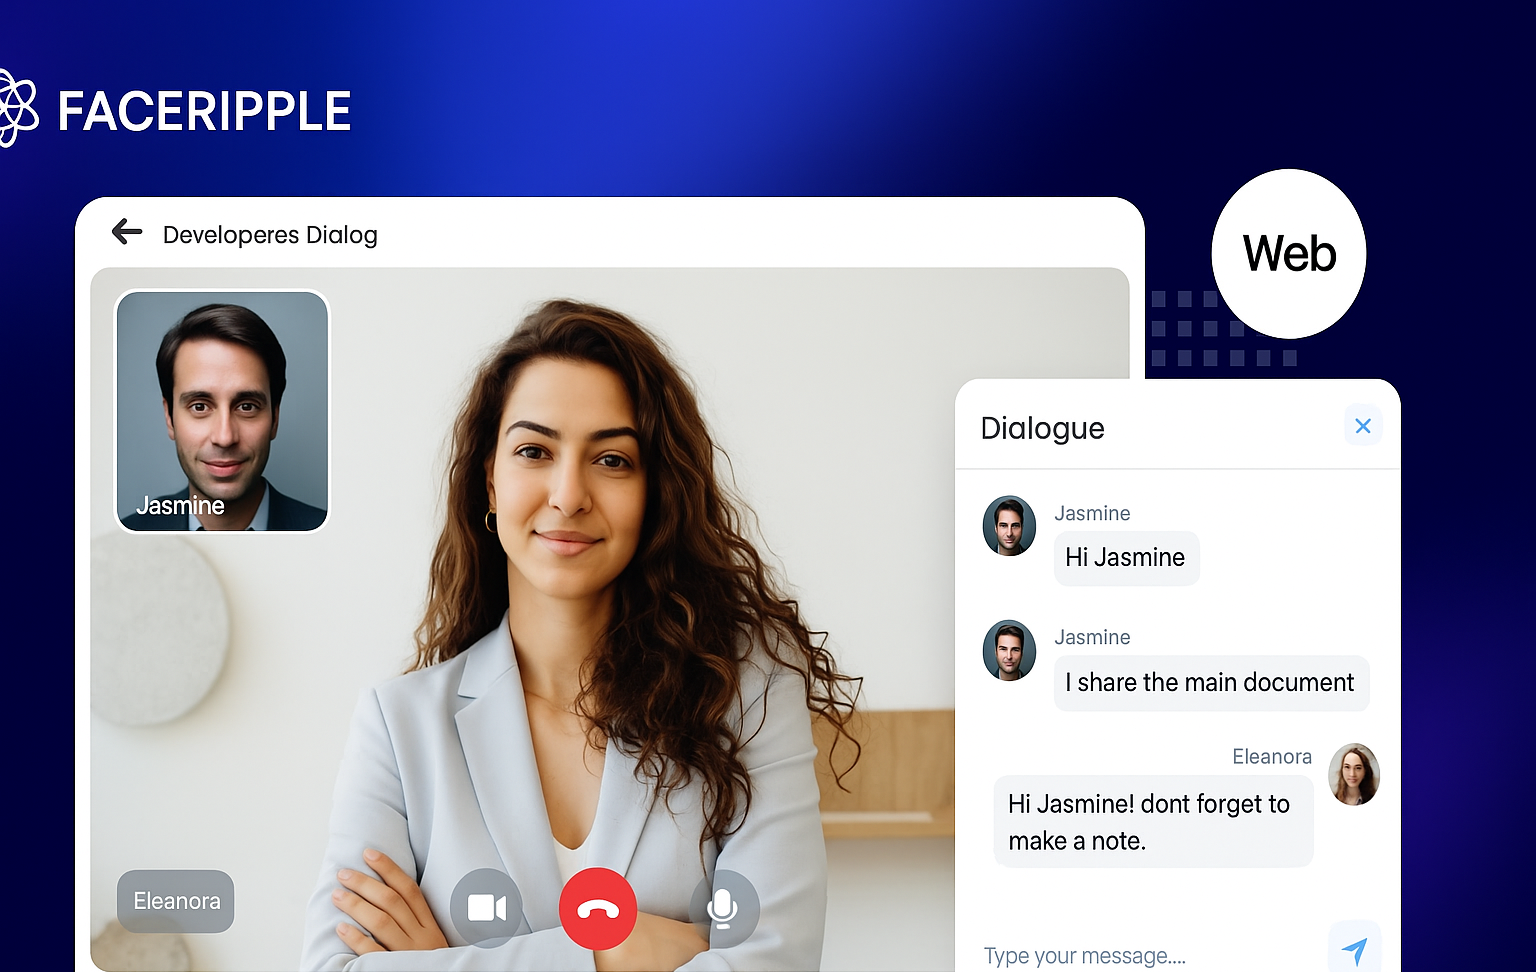 FACERIPPLE
Developeres Dialog
Web
Jasmine
Eleanora
Dialogue
Jasmine
Hi Jasmine
Jasmine
I share the main document
Eleanora
Hi Jasmine! dont forget to
make a note.
Type your message....